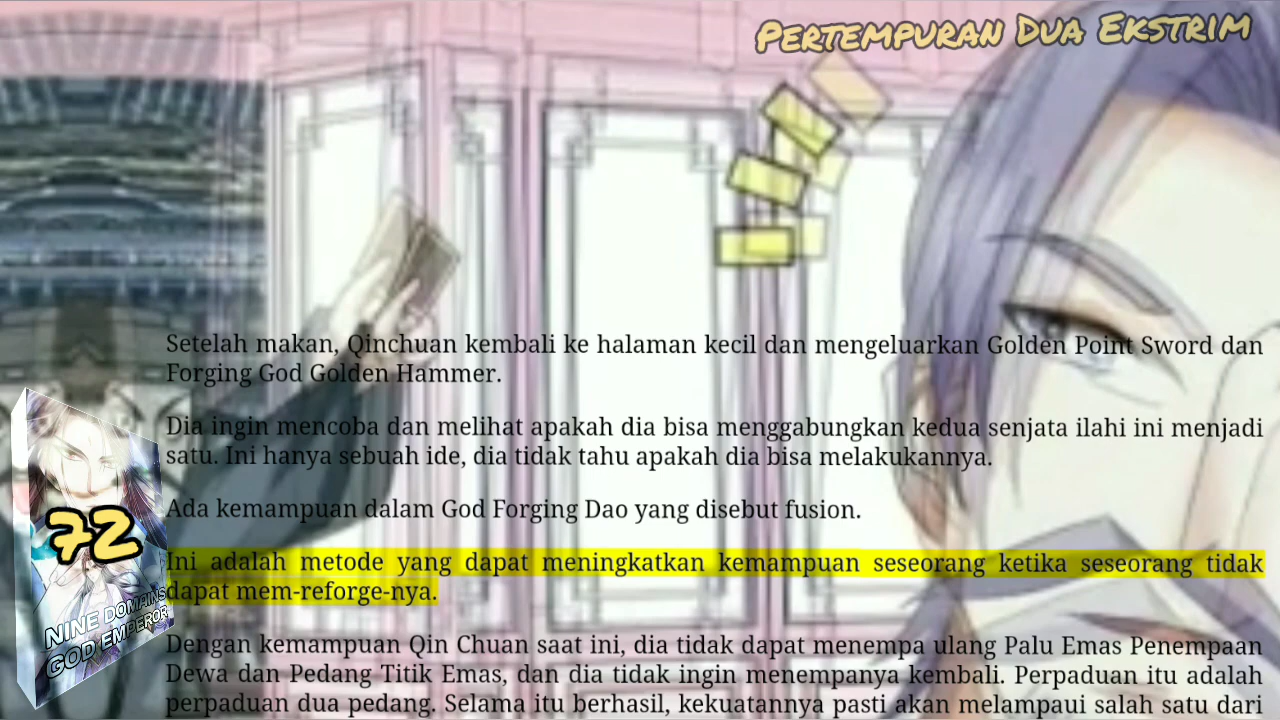 Pertempuran Dua Ekstrim
Setelah makan, Qinchuan kembali ke halaman kecil dan mengeluarkan Golden Point Sword dan
Forging God Golden Hammer.
Dia ingin mencoba dan melihat apakah dia bisa menggabungkan kedua senjata ilahi ini menjadi
satu. Ini hanya sebuah ide, dia tidak tahu apakah dia bisa melakukannya.
Ada kemampuan dalam God Forging Dao yang disebut fusion.
Ini adalah metode yang dapat meningkatkan kemampuan seseorang ketika seseorang tidak
dapat mem-reforge-nya.
Dengan kemampuan Qin Chuan saat ini, dia tidak dapat menempa ulang Palu Emas Penempaan
Dewa dan Pedang Titik Emas, dan dia tidak ingin menempanya kembali. Perpaduan itu adalah
perpaduan dua pedang. Selama itu berhasil, kekuatannya pasti akan melampaui salah satu dari
72
NINE DOMAINS
GOD EMPEROR